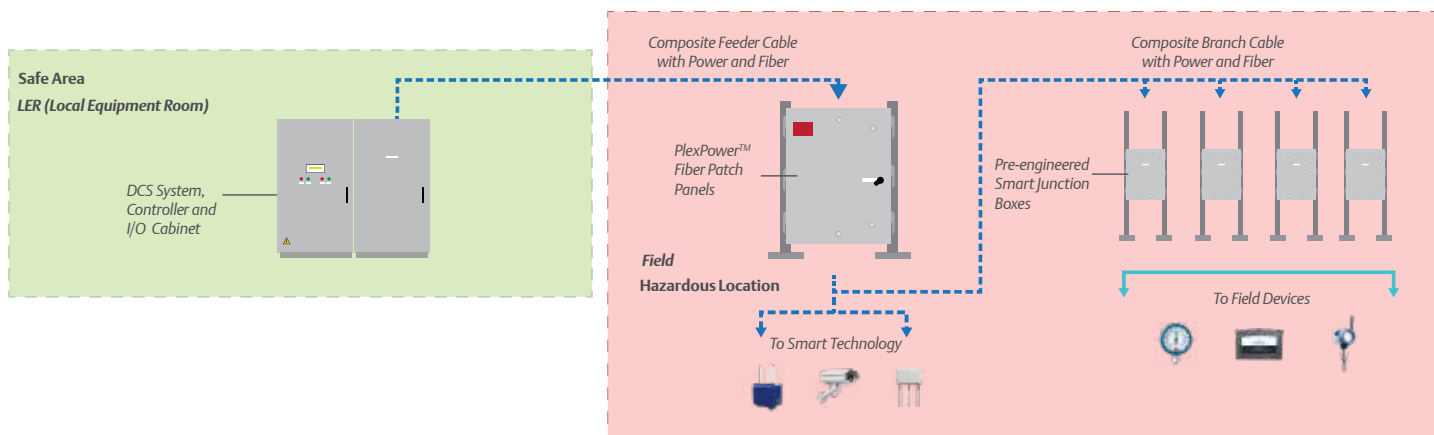 Safe Area
LER (Local Equipment Room)
DCS System,
Controller and
I/O Cabinet
Composite Feeder Cable
with Power and Fiber
PlexPower™
Fiber Patch
Panels
Field
Hazardous Location
To Smart Technology
Composite Branch Cable
with Power and Fiber
Pre-engineered
Smart Junction
Boxes
To Field Devices